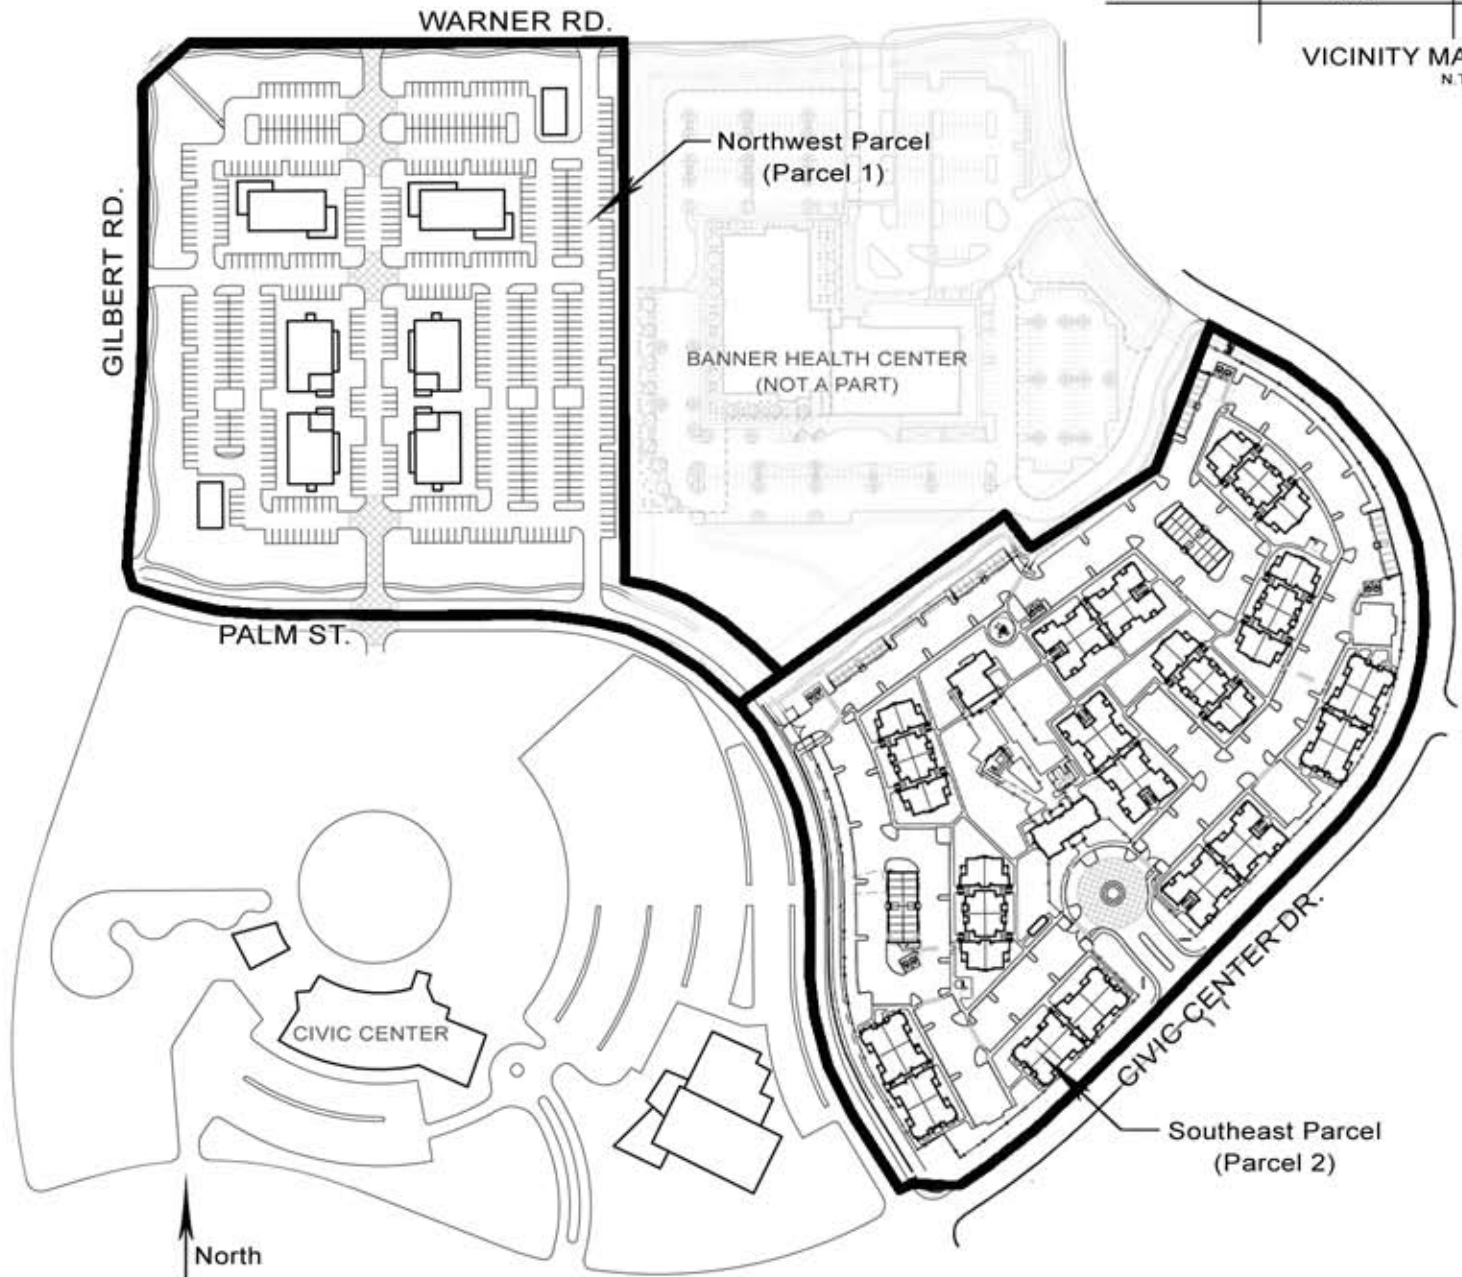 WARNER RD.
VICINITY MA
N.T
Northwest Parcel
(Parcel 1)
GILBERT RD.
BANNER HEALTH CENTER
(NOT A PART)
PALM ST.
CIVIC CENTER
CIVIC CENTER DR.
Southeast Parcel
(Parcel 2)
North